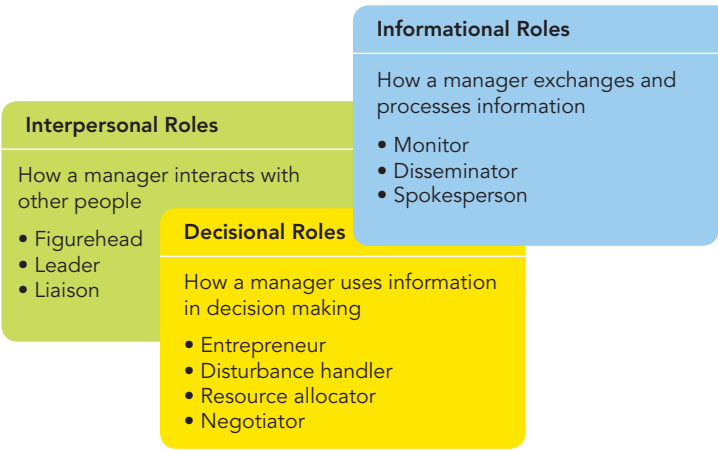 Informational Roles
How a manager exchanges and
processes information
• Monitor
• Disseminator
• Spokesperson
Interpersonal Roles
How a manager interacts with
other people
• Figurehead
• Leader
• Liaison
Decisional Roles
How a manager uses information
in decision making
• Entrepreneur
• Disturbance handler
• Resource allocator
• Negotiator